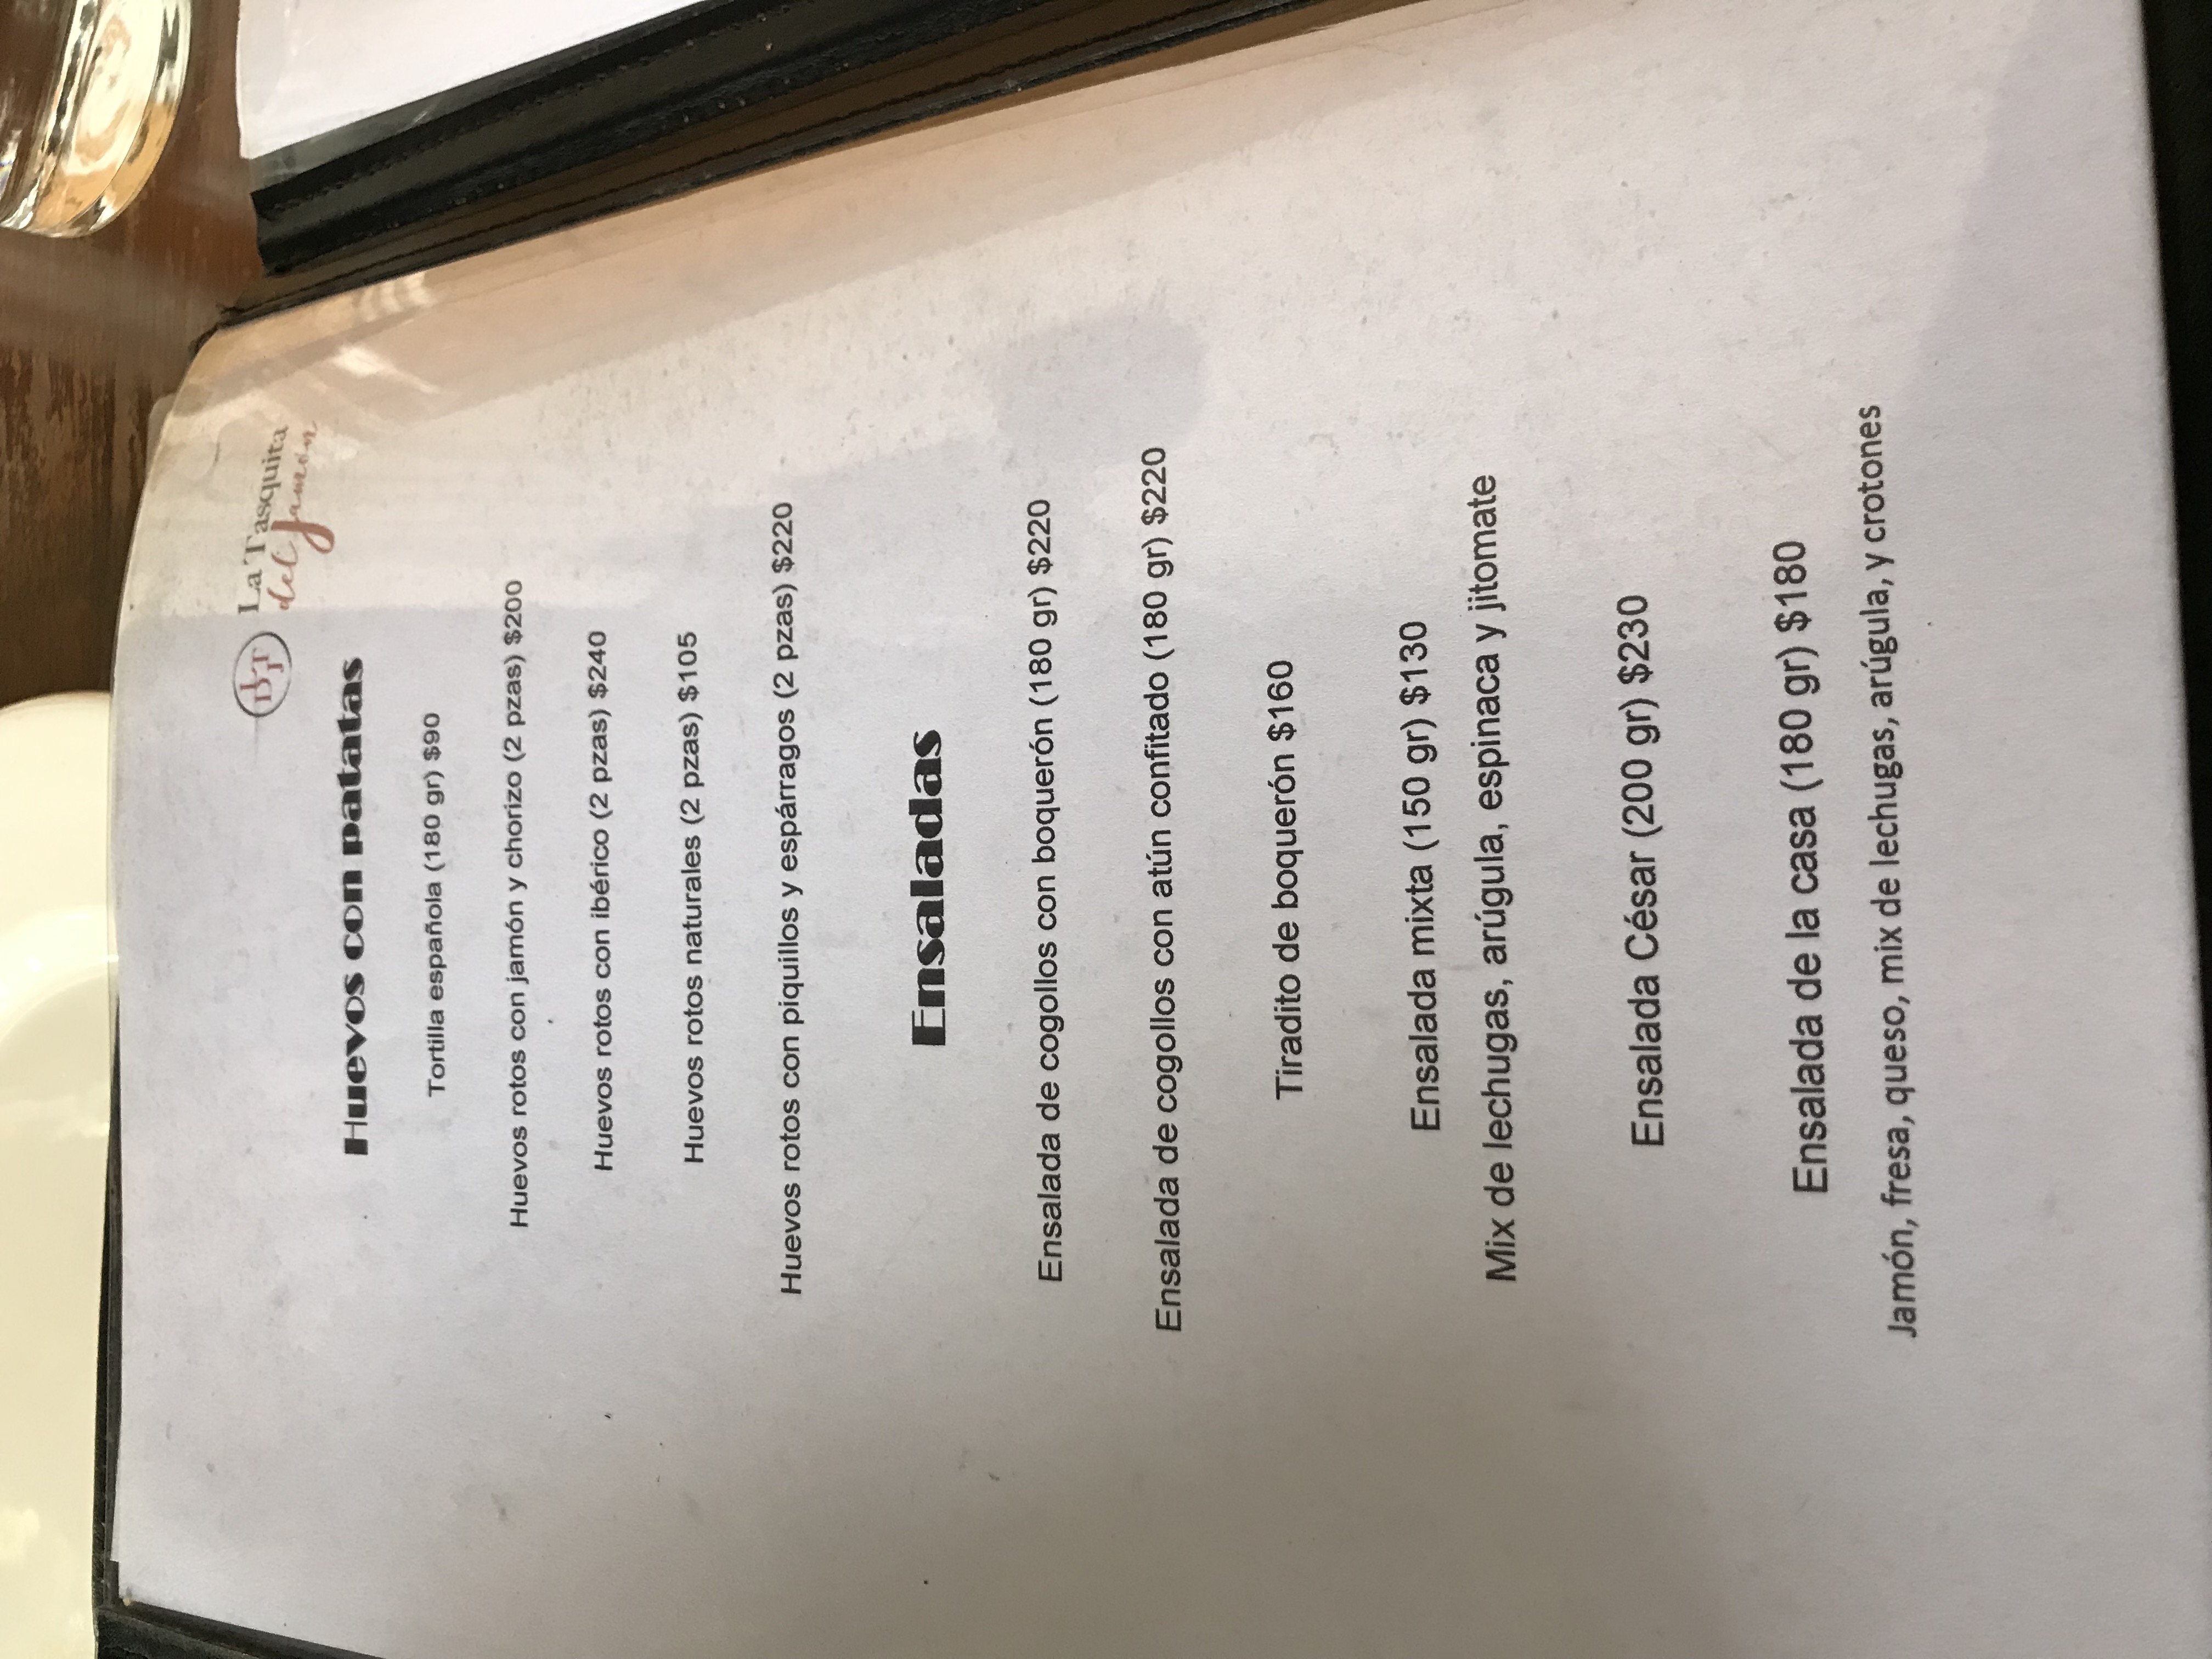 La Tasquita
del Jamón
Huevos con patatas
Tortilla española (180 gr) $90
Huevos rotos con jamón y chorizo (2 pzas) $200
Huevos rotos con ibérico (2 pzas) $240
Huevos rotos naturales (2 pzas) $105
Huevos rotos con piquillos y espárragos (2 pzas) $220
Ensaladas
Ensalada de cogollos con boquerón (180 gr) $220
Ensalada de cogollos con atún confitado (180 gr) $220
Tiradito de boquerón $160
Ensalada mixta (150 gr) $130
Mix de lechugas, arúgula, espinaca y jitomate
Ensalada César (200 gr) $230
Ensalada de la casa (180 gr) $180
Jamón, fresa, queso, mix de lechugas, arúgula, y crotones